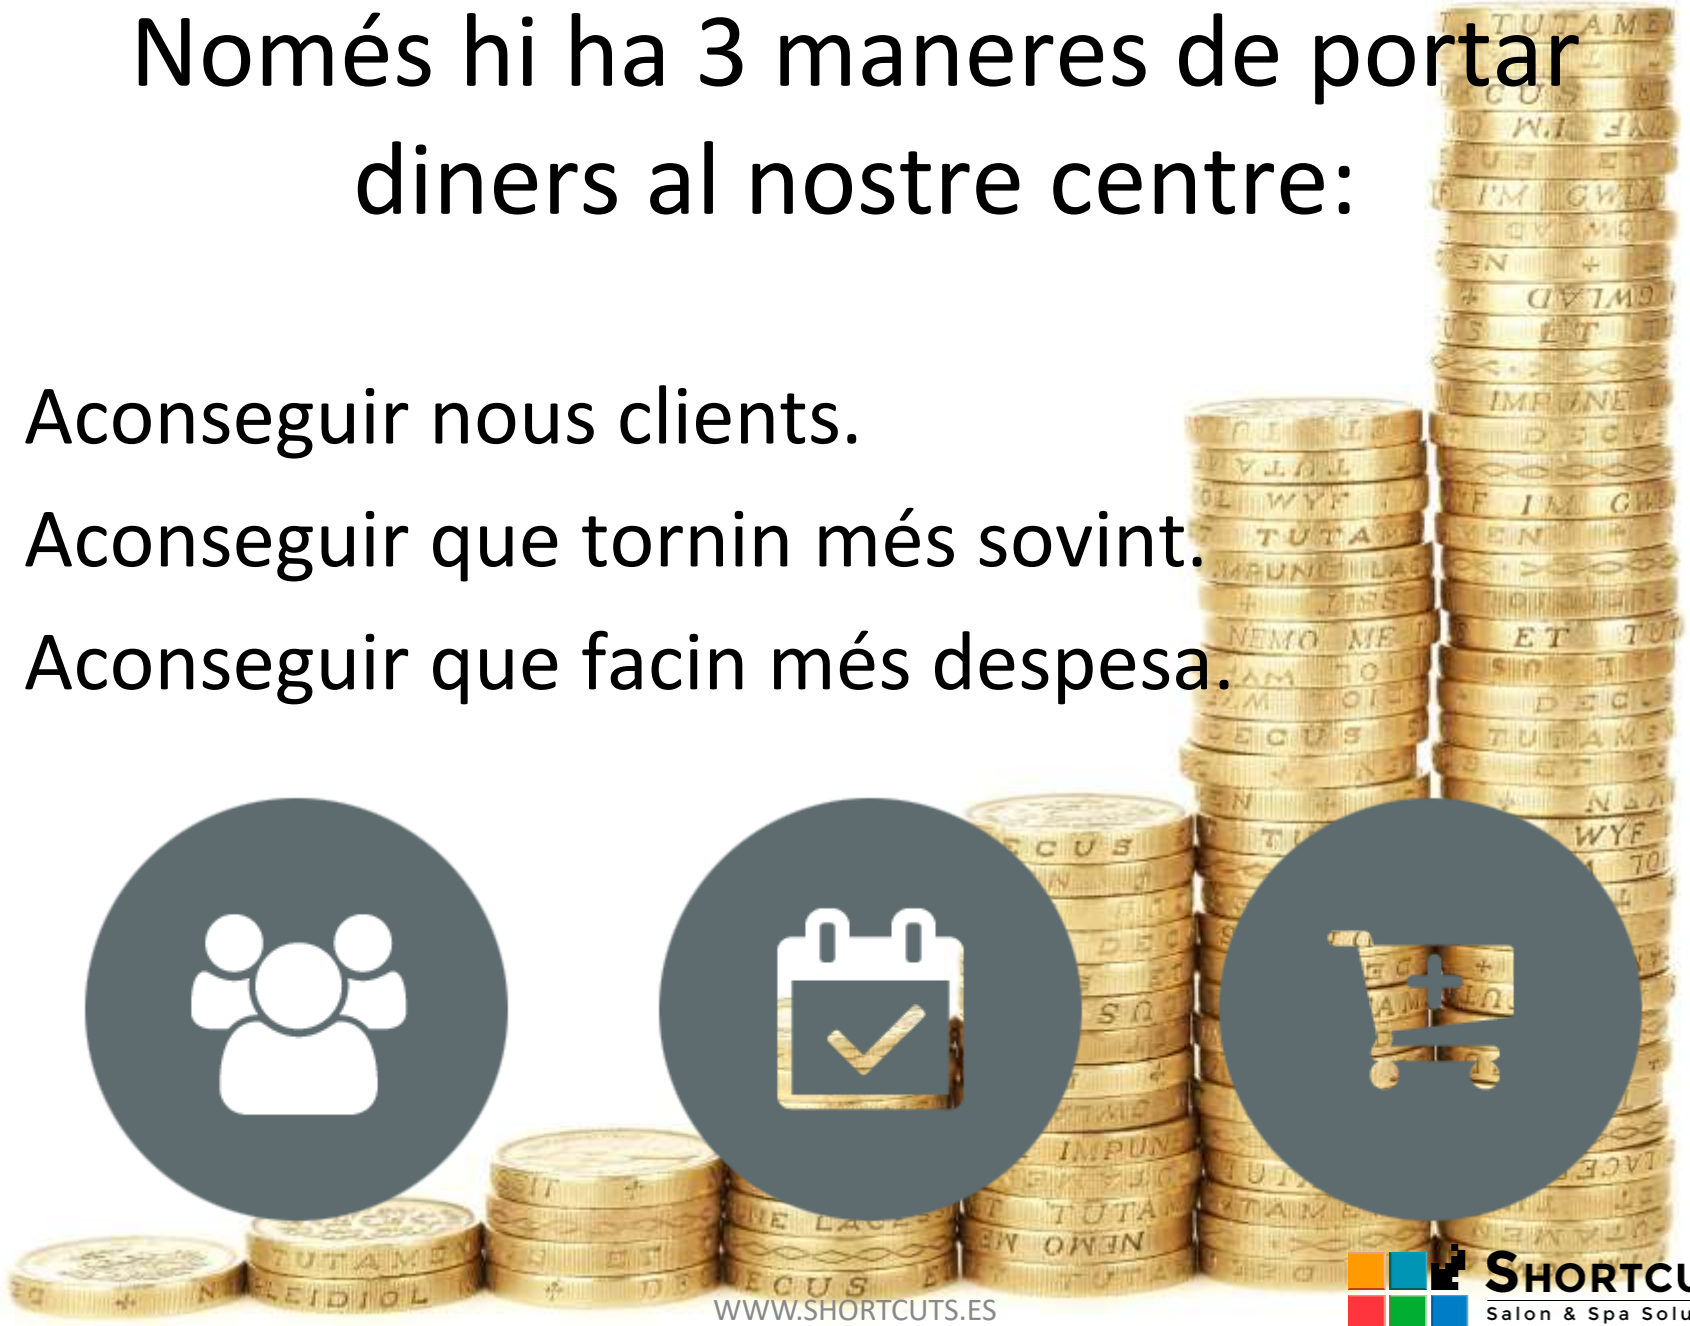 Només hi ha 3 maneres de portar
diners al nostre centre:
Aconseguir nous clients.
Aconseguir que tornin més sovint.
Aconseguir que facin més despesa.
WWW.SHORTCUTS.ES
SHORTCU
Salon & Spa Solu